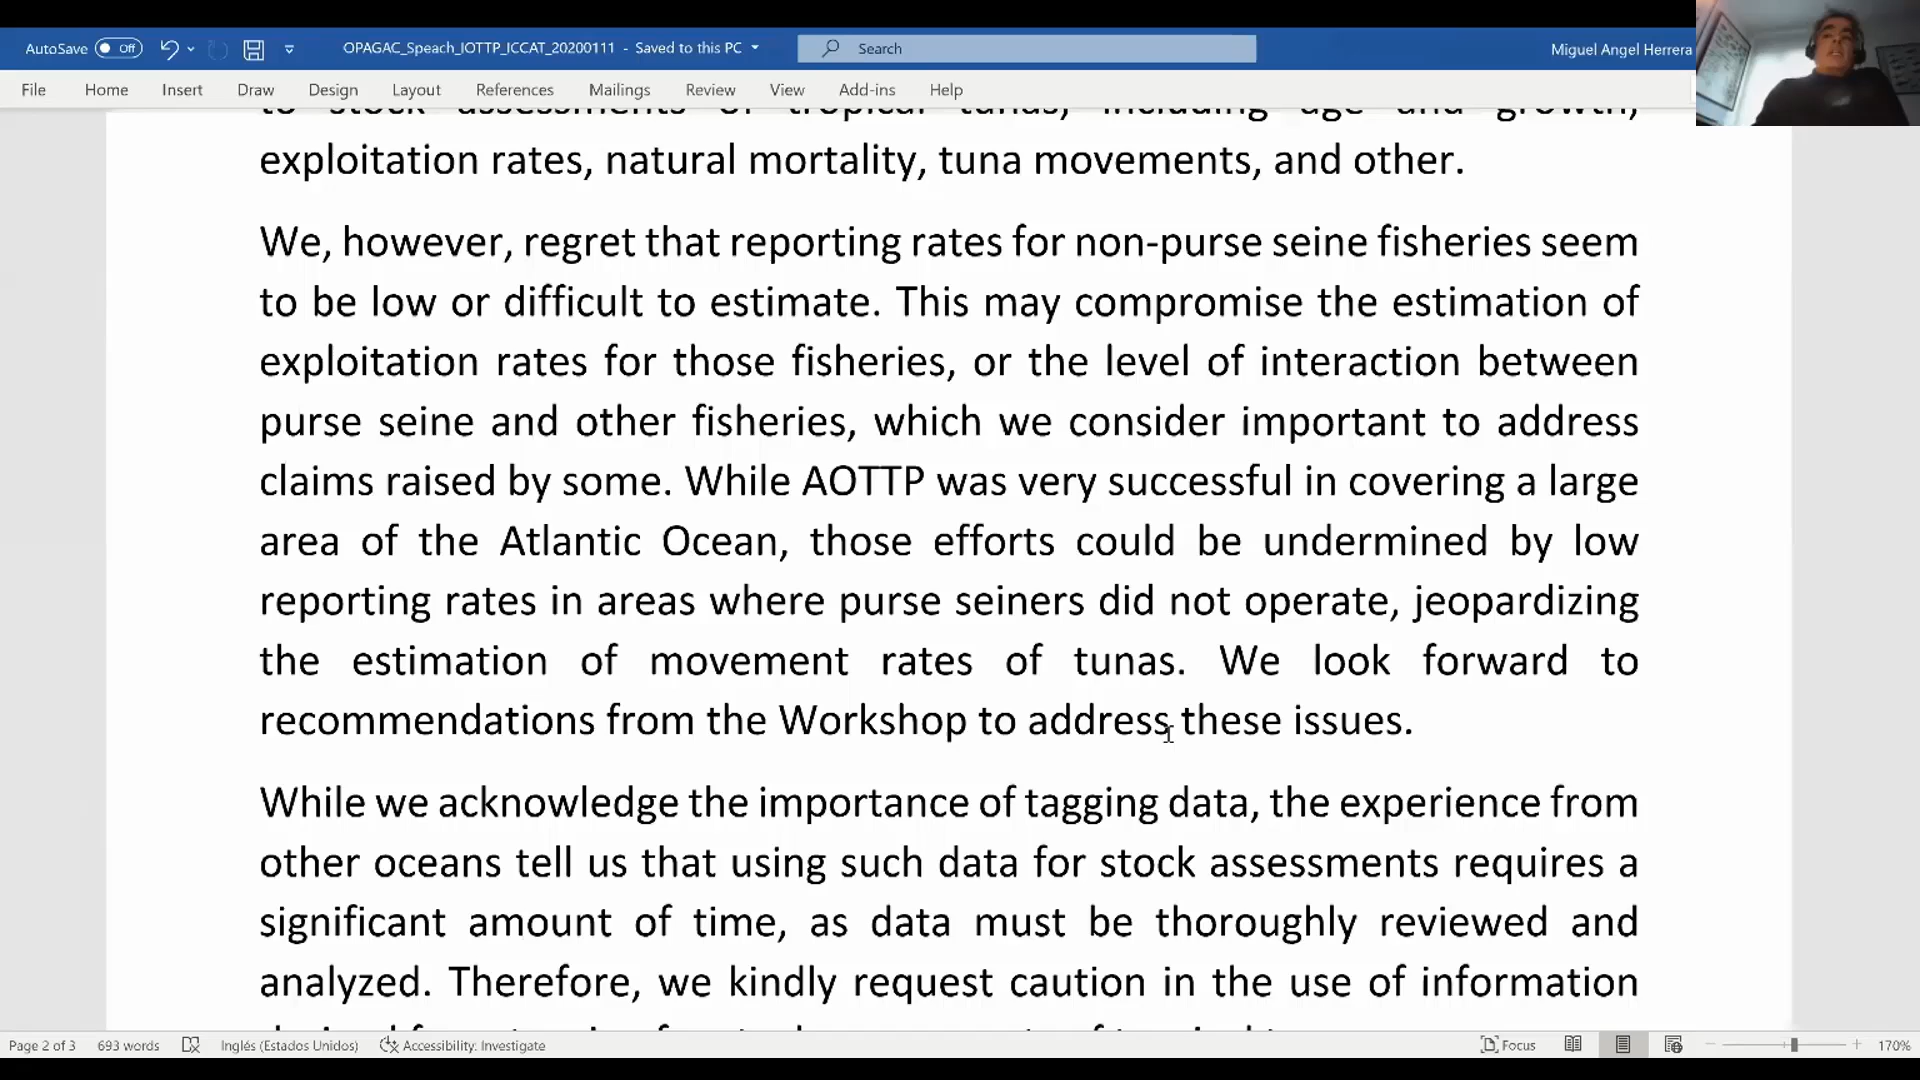 AutoSave Off OPAGAC_Speach_IOTTP_ICCAT_20200111 - Saved to this PC Search Miguel Angel Herrera
File Home Insert Draw Design Layout References Mailings Review View Add-ins Help
to stock assessments of tropical tunas, including age and growth,
exploitation rates, natural mortality, tuna movements, and other.
We, however, regret that reporting rates for non-purse seine fisheries seem
to be low or difficult to estimate. This may compromise the estimation of
exploitation rates for those fisheries, or the level of interaction between
purse seine and other fisheries, which we consider important to address
claims raised by some. While AOTTP was very successful in covering a large
area of the Atlantic Ocean, those efforts could be undermined by low
reporting rates in areas where purse seiners did not operate, jeopardizing
the estimation of movement rates of tunas. We look forward to
recommendations from the Workshop to address these issues.
While we acknowledge the importance of tagging data, the experience from
other oceans tell us that using such data for stock assessments requires a
significant amount of time, as data must be thoroughly reviewed and
analyzed. Therefore, we kindly request caution in the use of information
Page 2 of 3 693 words Inglés (Estados Unidos) Accessibility: Investigate Focus 170%